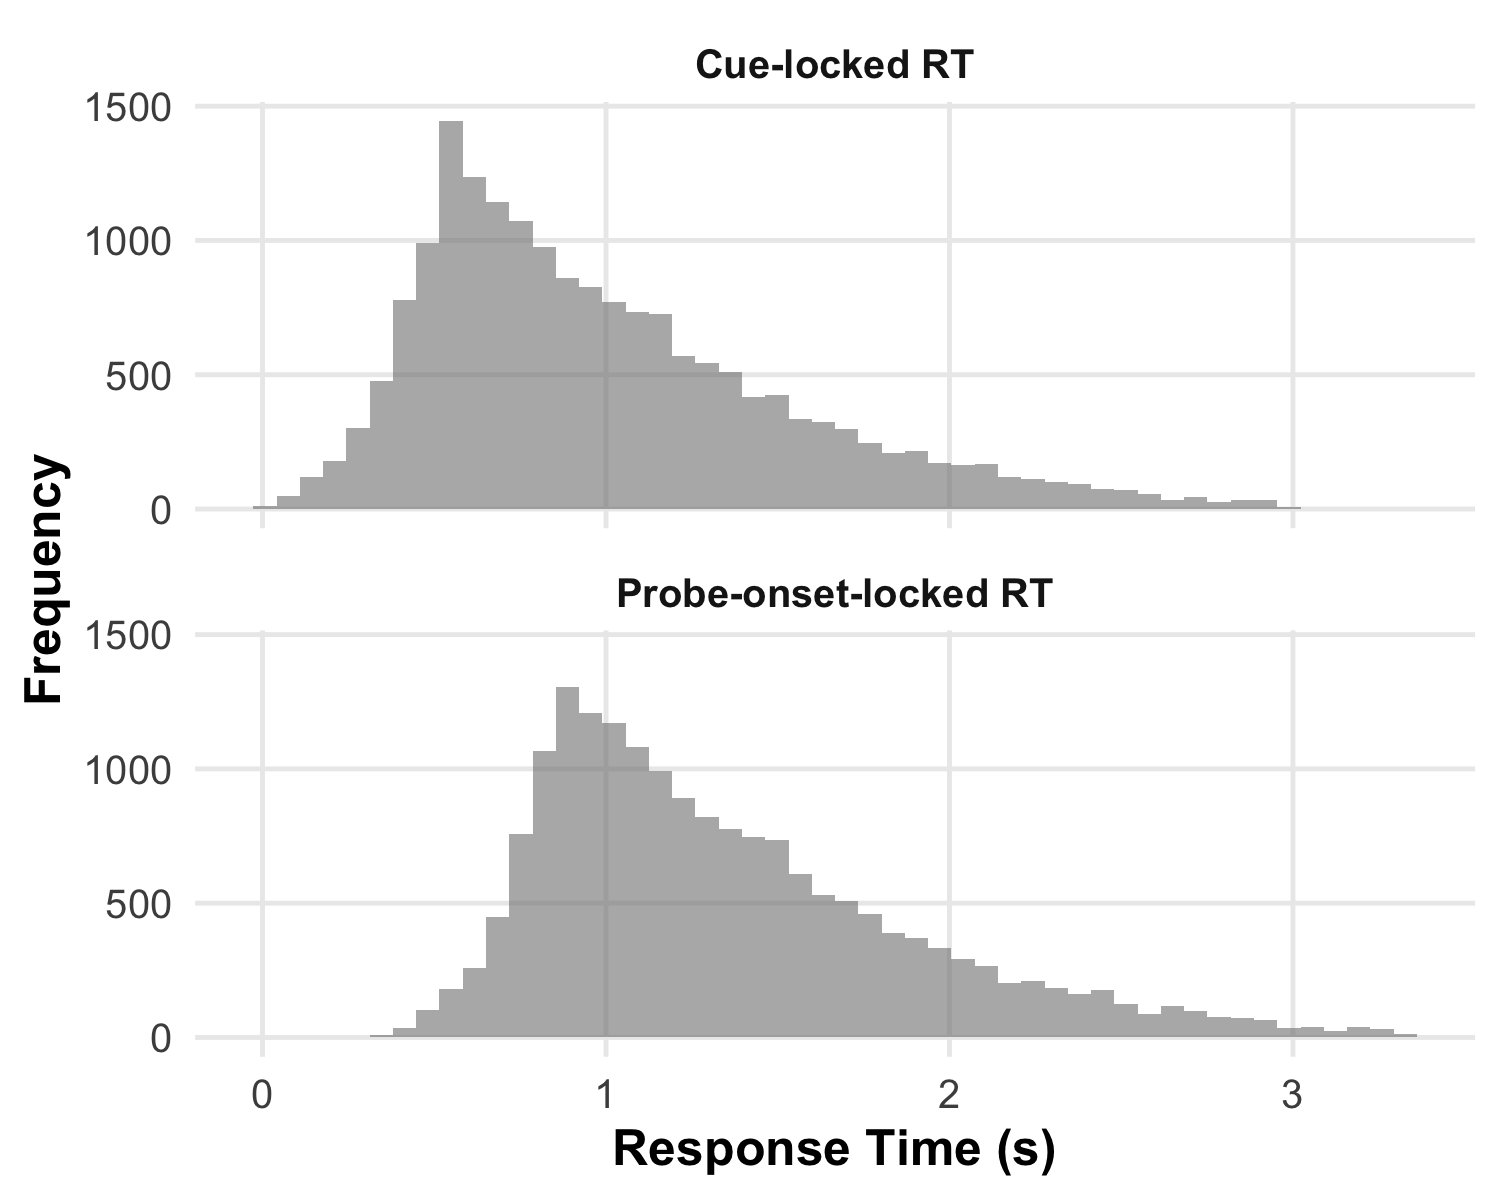 Cue-locked RT
1500
1000
500
0
Frequency
Probe-onset-locked RT
1500
1000
500
0
0 1 2 3
Response Time (s)